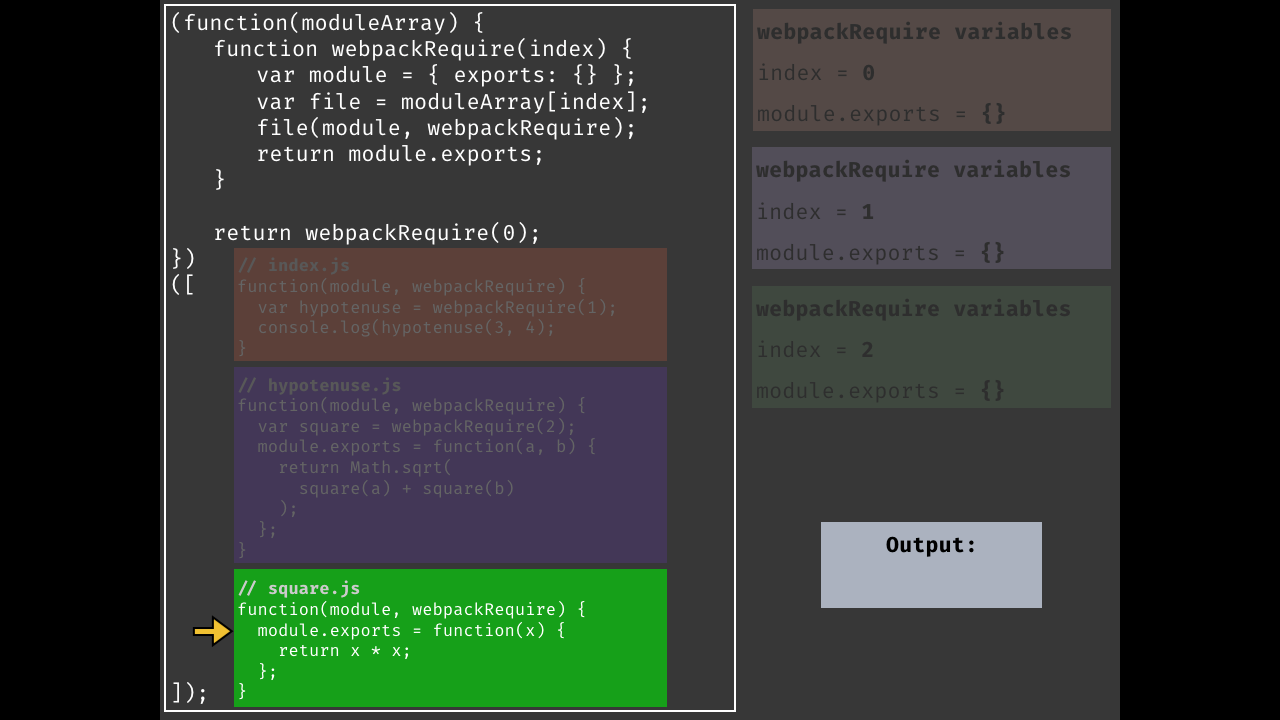 (function(moduleArray) {
function webpackRequire(index) {
var module = { exports: {} };
var file = moduleArray[index];
file(module, webpackRequire);
return module.exports;
}
return webpackRequire(0);
})
([
// index.js
function(module, webpackRequire) {
var hypotenuse = webpackRequire(1);
console.log(hypotenuse(3, 4);
}
// hypotenuse.js
function(module, webpackRequire) {
var square = webpackRequire(2);
module.exports = function(a, b) {
return Math.sqrt(
square(a) + square(b)
);
};
}
// square.js
function(module, webpackRequire) {
module.exports = function(x) {
return x * x;
};
}
]);
webpackRequire variables
index = 0
module.exports = {}
webpackRequire variables
index = 1
module.exports = {}
webpackRequire variables
index = 2
module.exports = {}
Output: